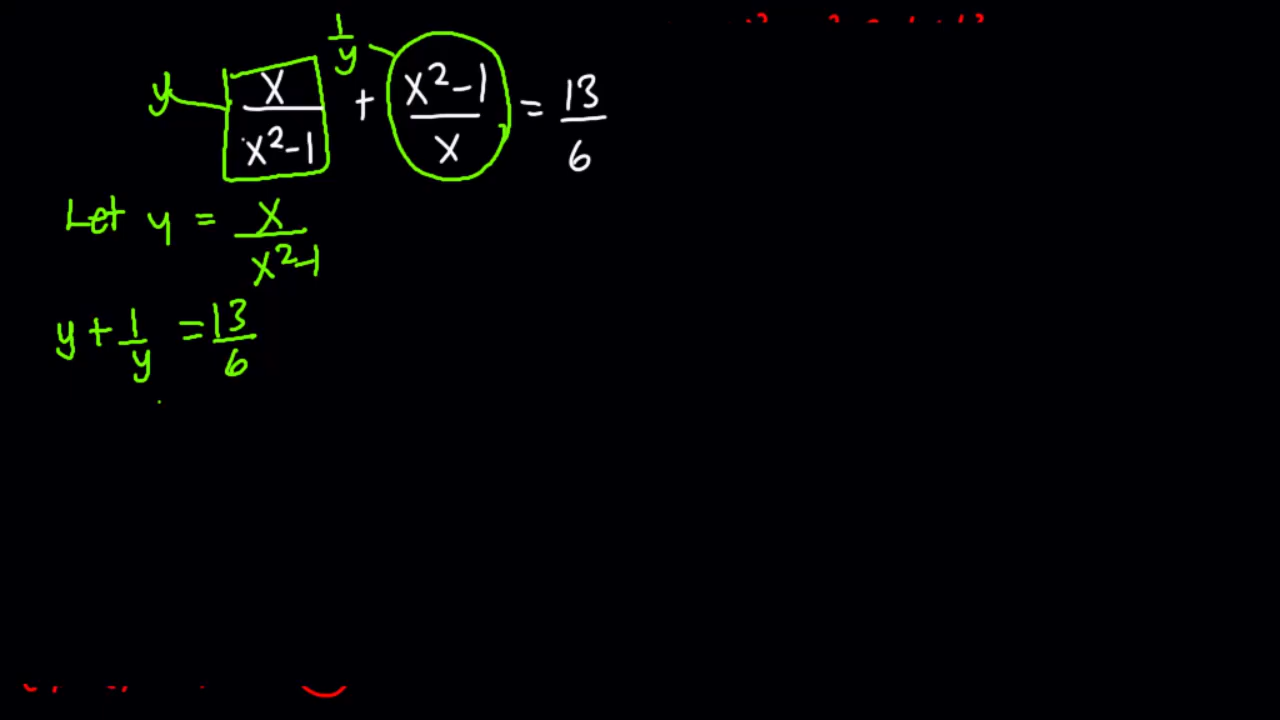 x/(x²-1) + (x²-1)/x = 13/6
y
1/y
Let y = x/(x²-1)
y + 1/y = 13/6